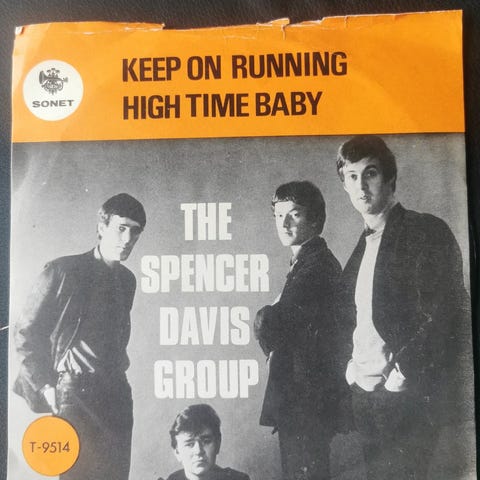 KEEP ON RUNNING
HIGH TIME BABY
SONET
THE
SPENCER
DAVIS
GROUP
T-9514